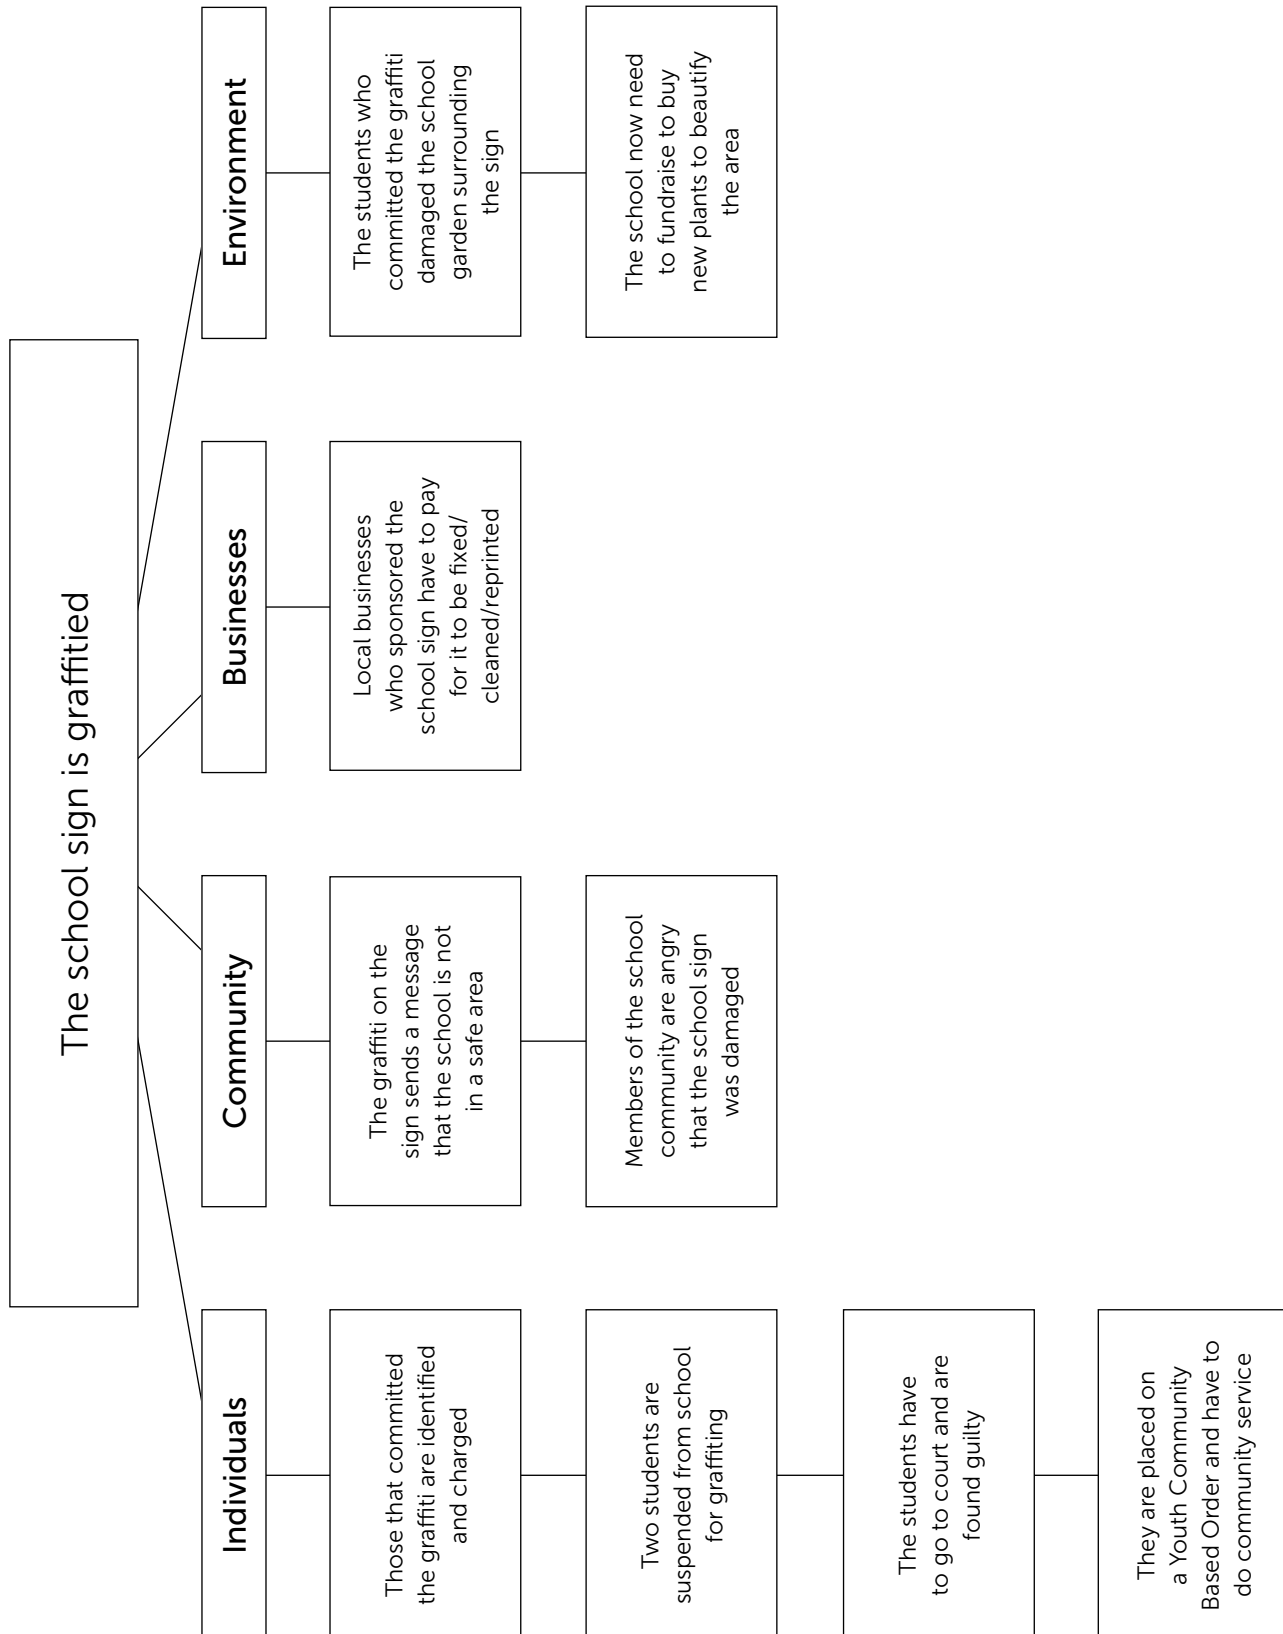 The school sign is graffitied
Individuals
Those that committed
the graffiti are identified
and charged
Two students are
suspended from school
for graffiting
The students have
to go to court and are
found guilty
They are placed on
a Youth Community
Based Order and have to
do community service
Community
The graffiti on the
sign sends a message
that the school is not
in a safe area
Members of the school
community are angry
that the school sign
was damaged
Businesses
Local businesses
who sponsored the
school sign have to pay
for it to be fixed/
cleaned/reprinted
Environment
The students who
committed the graffiti
damaged the school
garden surrounding
the sign
The school now need
to fundraise to buy
new plants to beautify
the area